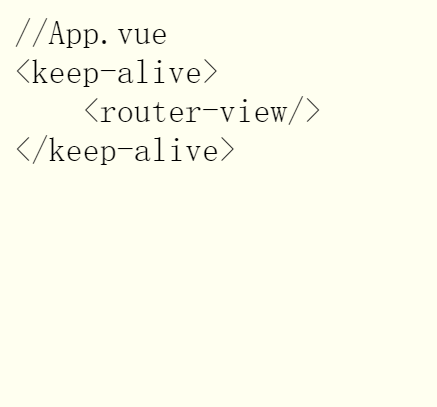 //App.vue
<keep-alive>
    <router-view/>
</keep-alive>